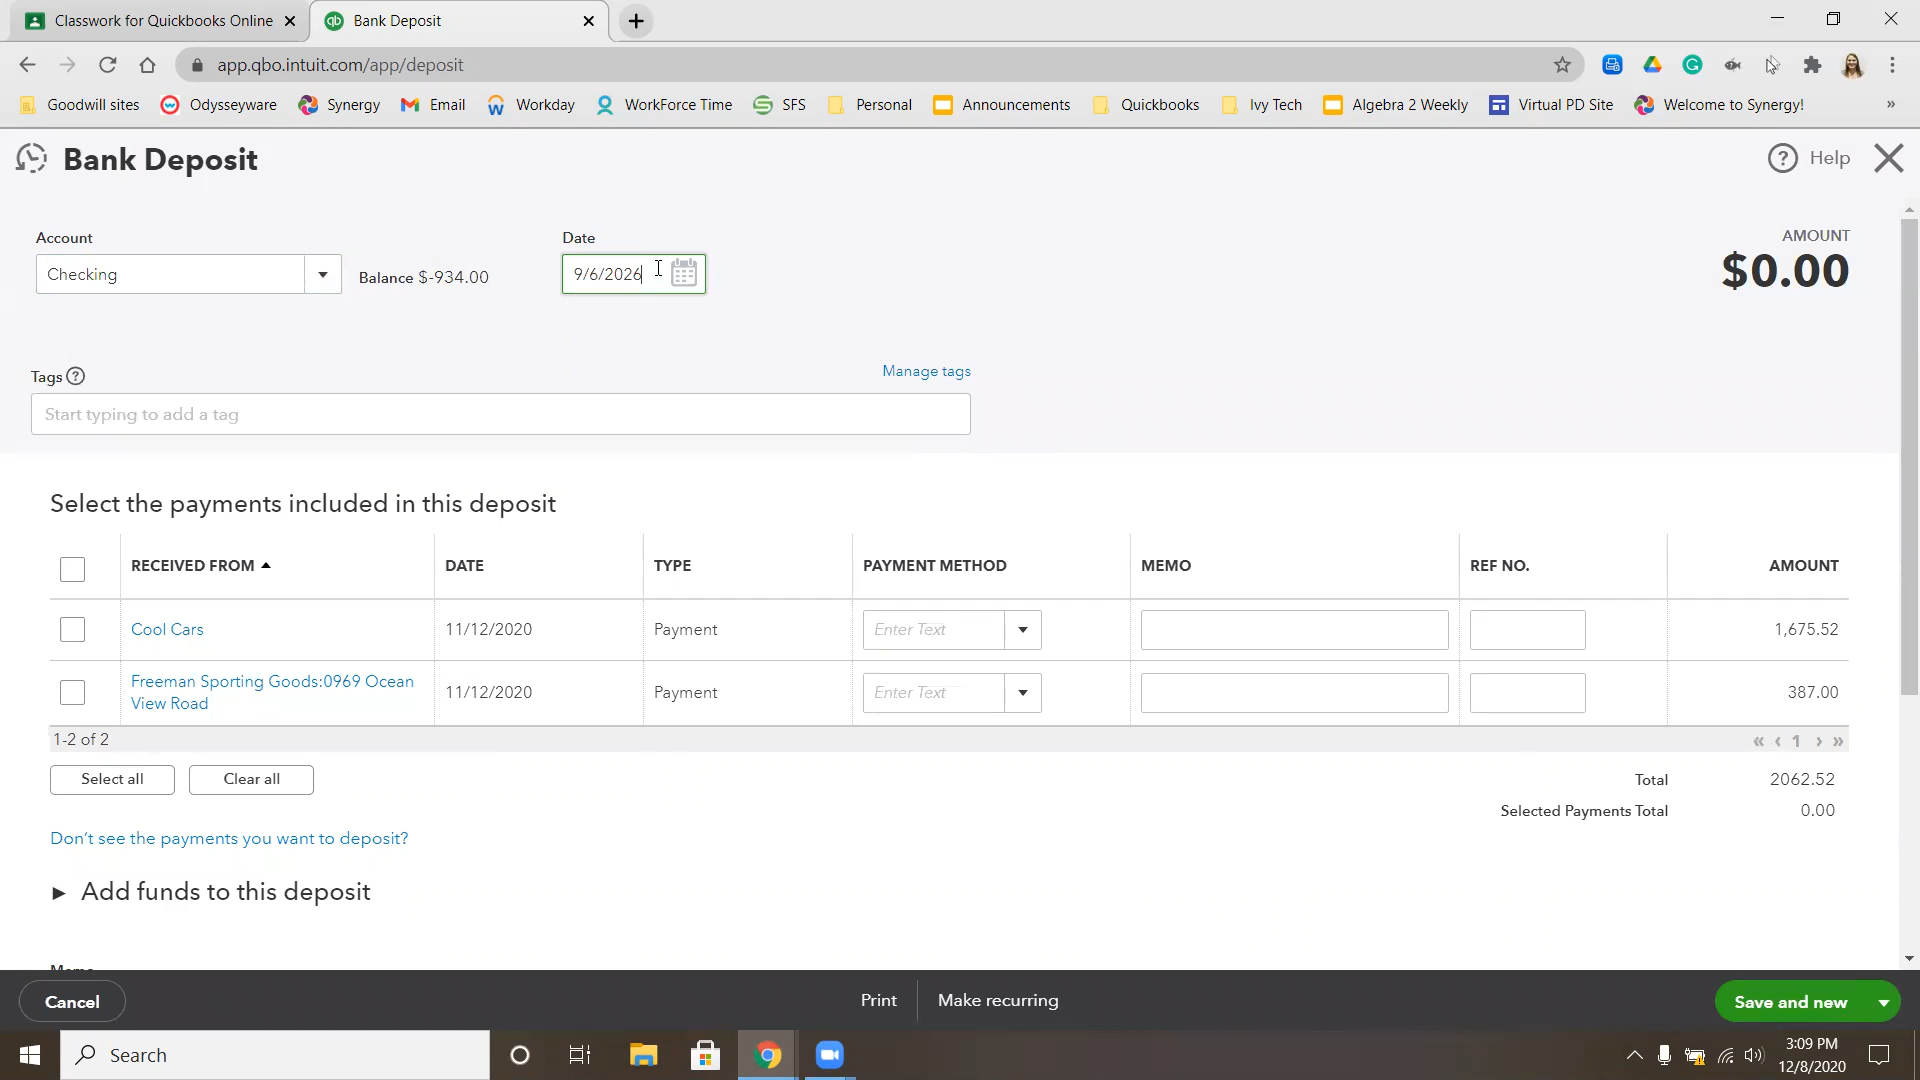 Classwork for Quickbooks Online
Bank Deposit
app.qbo.intuit.com/app/deposit
Goodwill sites
Odysseyware
Synergy
Email
Workday
WorkForce Time
SFS
Personal
Announcements
Quickbooks
Ivy Tech
Algebra 2 Weekly
Virtual PD Site
Welcome to Synergy!
»
Bank Deposit
? Help
Account
Date
AMOUNT
Checking
Balance $-934.00
9/6/2026
$0.00
Tags ?
Manage tags
Start typing to add a tag
Select the payments included in this deposit
RECEIVED FROM DATE TYPE PAYMENT METHOD MEMO REF NO. AMOUNT
Cool Cars 11/12/2020 Payment Enter Text 1,675.52
Freeman Sporting Goods:0969 Ocean
View Road
11/12/2020 Payment Enter Text 387.00
1-2 of 2
« ‹ 1 › »
Select all
Clear all
Total 2062.52
Selected Payments Total 0.00
Don't see the payments you want to deposit?
Add funds to this deposit
Memo
Cancel
Print
Make recurring
Save and new
Search
3:09 PM
12/8/2020